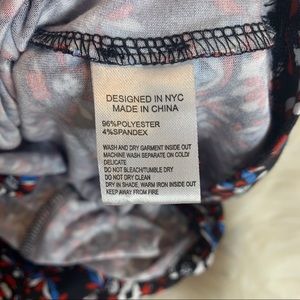 DESIGNED IN NYC
MADE IN CHINA
96%POLYESTER
4%SPANDEX
WASH AND DRY GARMENT INSIDE OUT
MACHINE WASH SEPARATE ON COLD/
DELICATE
DO NOT BLEACH/TUMBLE DRY
DO NOT DRY CLEAN
DRY IN SHADE, WARM IRON INSIDE OUT
KEEP AWAY FROM FIRE